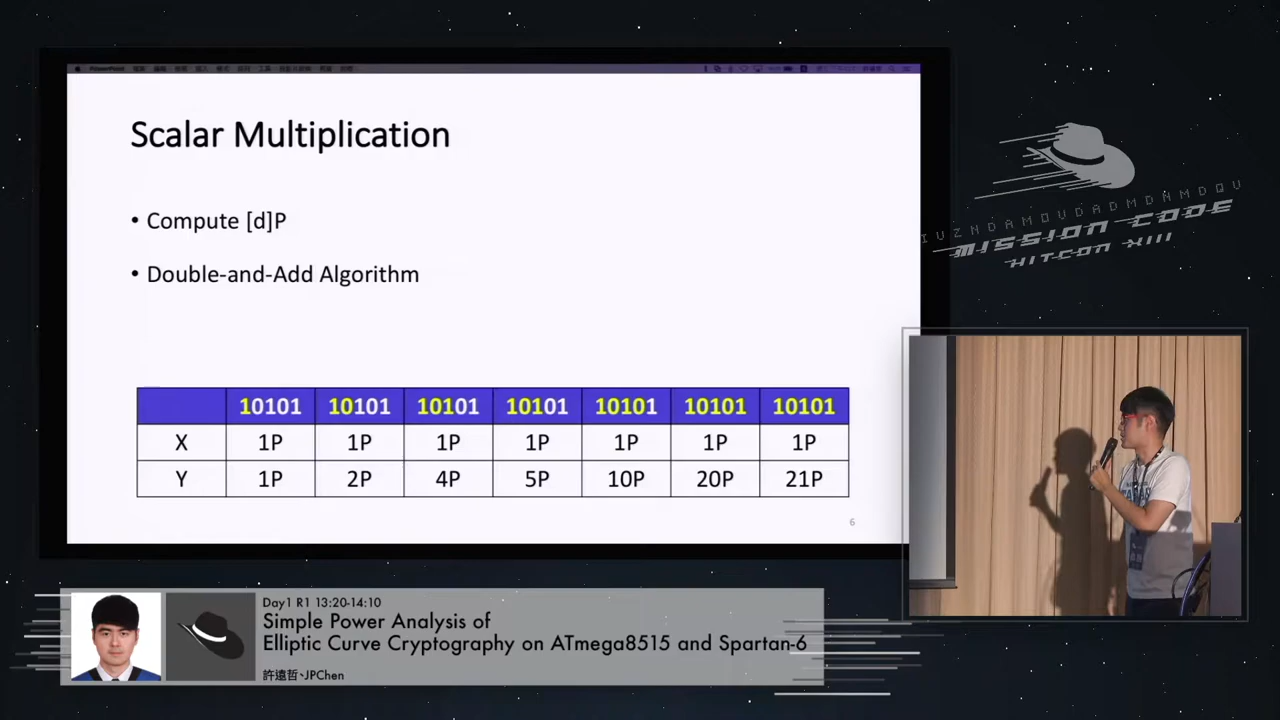 PowerPoint
Scalar Multiplication
• Compute [d]P
• Double-and-Add Algorithm
10101 10101 10101 10101 10101 10101 10101
X 1P 1P 1P 1P 1P 1P 1P
Y 1P 2P 4P 5P 10P 20P 21P
6
MISSION CODE
HITCON XIII
Day1 R1 13:20-14:10
Simple Power Analysis of
Elliptic Curve Cryptography on ATmega8515 and Spartan-6
許遠哲、JPChen